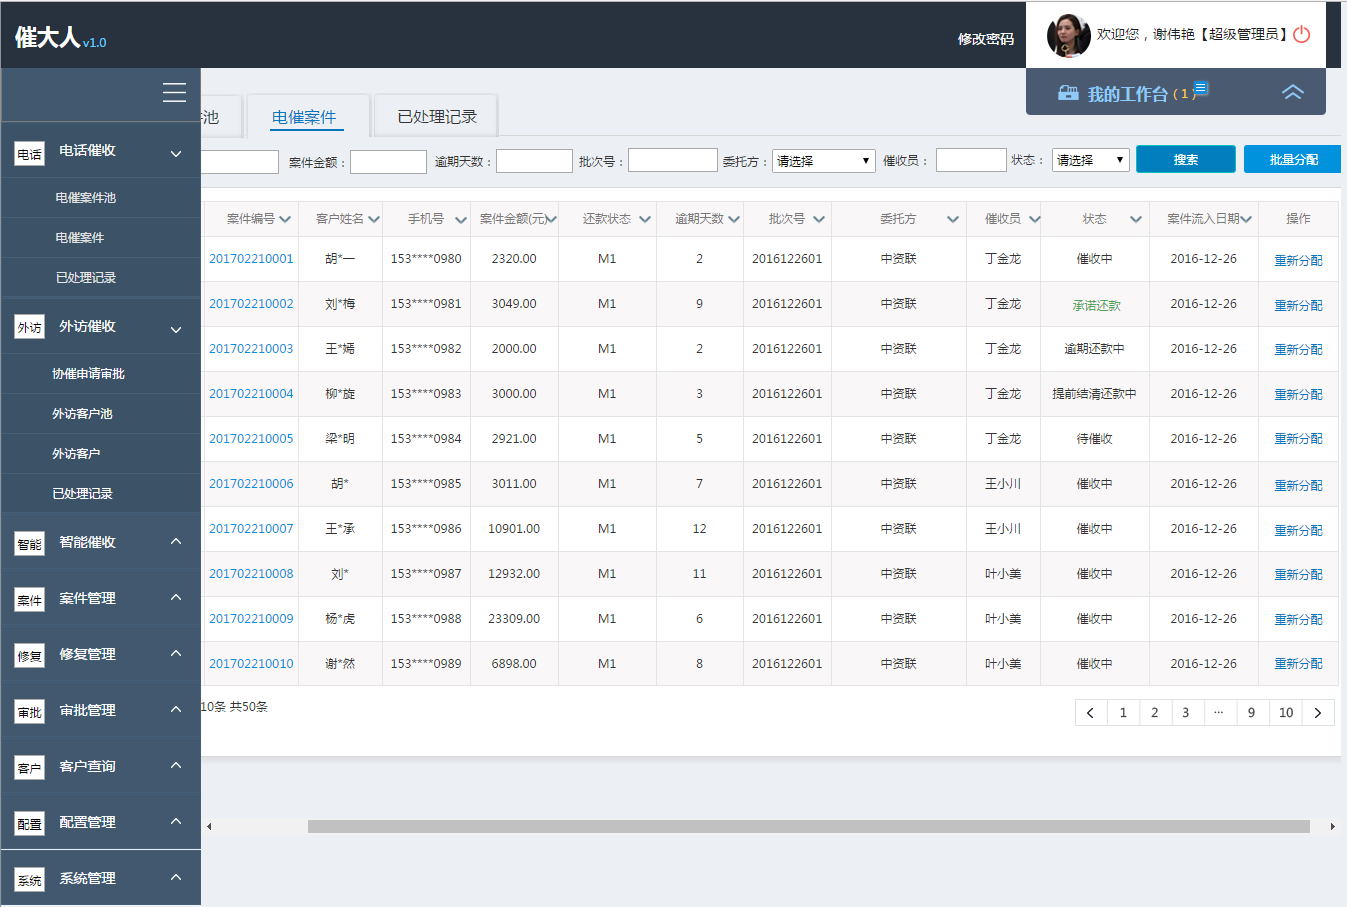 催大人v1.0
修改密码
欢迎您，谢伟艳【超级管理员】
我的工作台（1）
电话 电话催收
电催案件池
电催案件
已处理记录
外访 外访催收
协催申请审批
外访客户池
外访客户
已处理记录
智能 智能催收
案件 案件管理
修复 修复管理
审批 审批管理
客户 客户查询
配置 配置管理
系统 系统管理
池 电催案件 已处理记录
案件金额： 逾期天数： 批次号： 委托方： 请选择 催收员： 状态： 请选择 搜索 批量分配
案件编号 客户姓名 手机号 案件金额(元) 还款状态 逾期天数 批次号 委托方 催收员 状态 案件流入日期 操作
201702210001 胡*一 153****0980 2320.00 M1 2 2016122601 中资联 丁金龙 催收中 2016-12-26 重新分配
201702210002 刘*梅 153****0981 3049.00 M1 9 2016122601 中资联 丁金龙 承诺还款 2016-12-26 重新分配
201702210003 王*嫣 153****0982 2000.00 M1 2 2016122601 中资联 丁金龙 逾期还款中 2016-12-26 重新分配
201702210004 柳*旋 153****0983 3000.00 M1 3 2016122601 中资联 丁金龙 提前结清还款中 2016-12-26 重新分配
201702210005 梁*明 153****0984 2921.00 M1 5 2016122601 中资联 丁金龙 待催收 2016-12-26 重新分配
201702210006 胡* 153****0985 3011.00 M1 7 2016122601 中资联 王小川 催收中 2016-12-26 重新分配
201702210007 王*承 153****0986 10901.00 M1 12 2016122601 中资联 王小川 催收中 2016-12-26 重新分配
201702210008 刘* 153****0987 12932.00 M1 11 2016122601 中资联 叶小美 催收中 2016-12-26 重新分配
201702210009 杨*虎 153****0988 23309.00 M1 6 2016122601 中资联 叶小美 催收中 2016-12-26 重新分配
201702210010 谢*然 153****0989 6898.00 M1 8 2016122601 中资联 叶小美 催收中 2016-12-26 重新分配
10条 共50条
1 2 3 ... 9 10